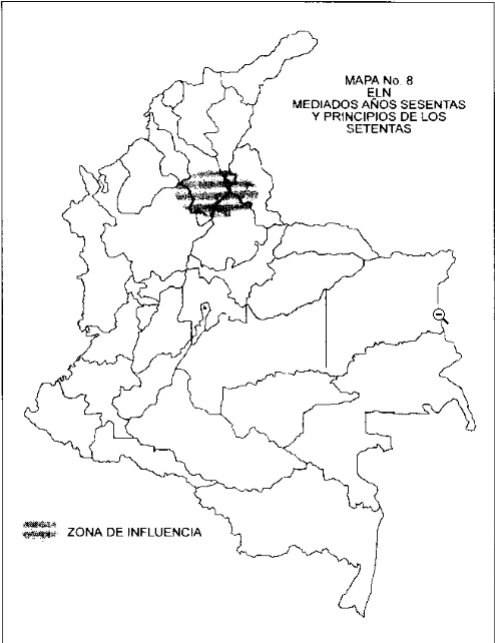 MAPA No. 8
ELN
MEDIADOS AÑOS SESENTAS
Y PRINCIPIOS DE LOS
SETENTAS
ZONA DE INFLUENCIA